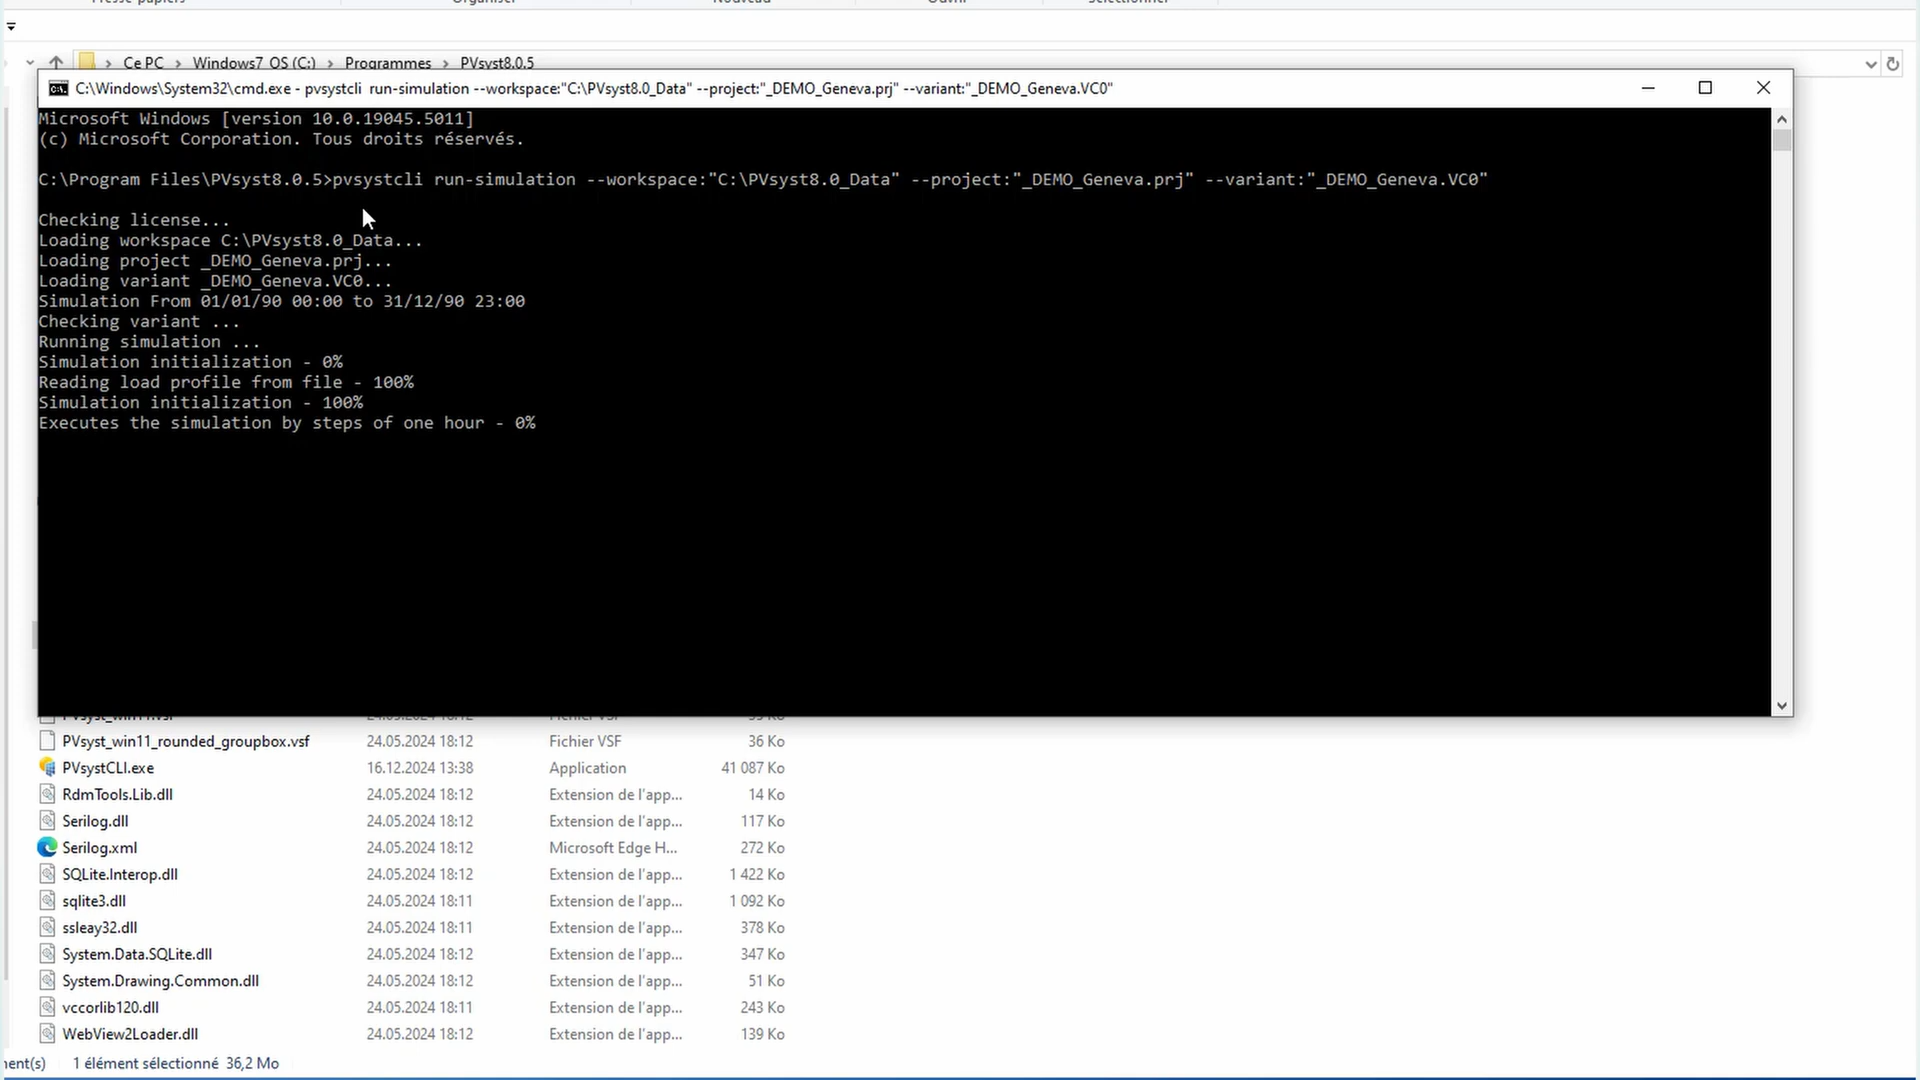 Organiser
Ce PC > Windows7_OS (C:) > Programmes > PVsyst8.0.5
C:\Windows\System32\cmd.exe - pvsystcli  run-simulation --workspace:"C:\PVsyst8.0_Data" --project:"_DEMO_Geneva.prj" --variant:"_DEMO_Geneva.VC0"
Microsoft Windows [version 10.0.19045.5011]
(c) Microsoft Corporation. Tous droits réservés.
C:\Program Files\PVsyst8.0.5>pvsystcli run-simulation --workspace:"C:\PVsyst8.0_Data" --project:"_DEMO_Geneva.prj" --variant:"_DEMO_Geneva.VC0"
Checking license...
Loading workspace C:\PVsyst8.0_Data...
Loading project _DEMO_Geneva.prj...
Loading variant _DEMO_Geneva.VC0...
Simulation From 01/01/90 00:00 to 31/12/90 23:00
Checking variant ...
Running simulation ...
Simulation initialization - 0%
Reading load profile from file - 100%
Simulation initialization - 100%
Executes the simulation by steps of one hour - 0%
PVsyst_win11_rounded_groupbox.vsf 24.05.2024 18:12 Fichier VSF 36 Ko
PVsystCLI.exe 16.12.2024 13:38 Application 41 087 Ko
RdmTools.Lib.dll 24.05.2024 18:12 Extension de l'app... 14 Ko
Serilog.dll 24.05.2024 18:12 Extension de l'app... 117 Ko
Serilog.xml 24.05.2024 18:12 Microsoft Edge H... 272 Ko
SQLite.Interop.dll 24.05.2024 18:12 Extension de l'app... 1 422 Ko
sqlite3.dll 24.05.2024 18:11 Extension de l'app... 1 092 Ko
ssleay32.dll 24.05.2024 18:11 Extension de l'app... 378 Ko
System.Data.SQLite.dll 24.05.2024 18:12 Extension de l'app... 347 Ko
System.Drawing.Common.dll 24.05.2024 18:12 Extension de l'app... 51 Ko
vccorlib120.dll 24.05.2024 18:11 Extension de l'app... 243 Ko
WebView2Loader.dll 24.05.2024 18:12 Extension de l'app... 139 Ko
ent(s) 1 élément sélectionné 36,2 Mo